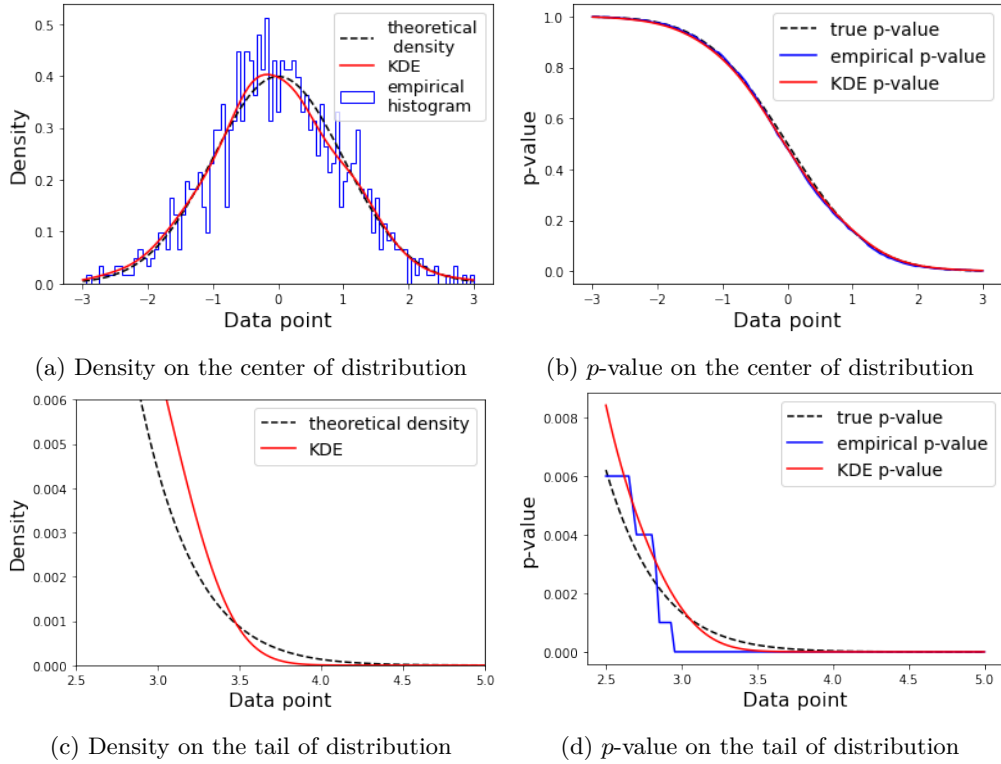 theoretical
density
KDE
empirical
histogram
Density
0.5
0.4
0.3
0.2
0.1
0.0
−3
−2
−1
0
1
2
3
Data point
(a) Density on the center of distribution
true p-value
empirical p-value
KDE p-value
p-value
1.0
0.8
0.6
0.4
0.2
0.0
−3
−2
−1
0
1
2
3
Data point
(b) p-value on the center of distribution
theoretical density
KDE
Density
0.006
0.005
0.004
0.003
0.002
0.001
0.000
2.5
3.0
3.5
4.0
4.5
5.0
Data point
(c) Density on the tail of distribution
true p-value
empirical p-value
KDE p-value
p-value
0.008
0.006
0.004
0.002
0.000
2.5
3.0
3.5
4.0
4.5
5.0
Data point
(d) p-value on the tail of distribution